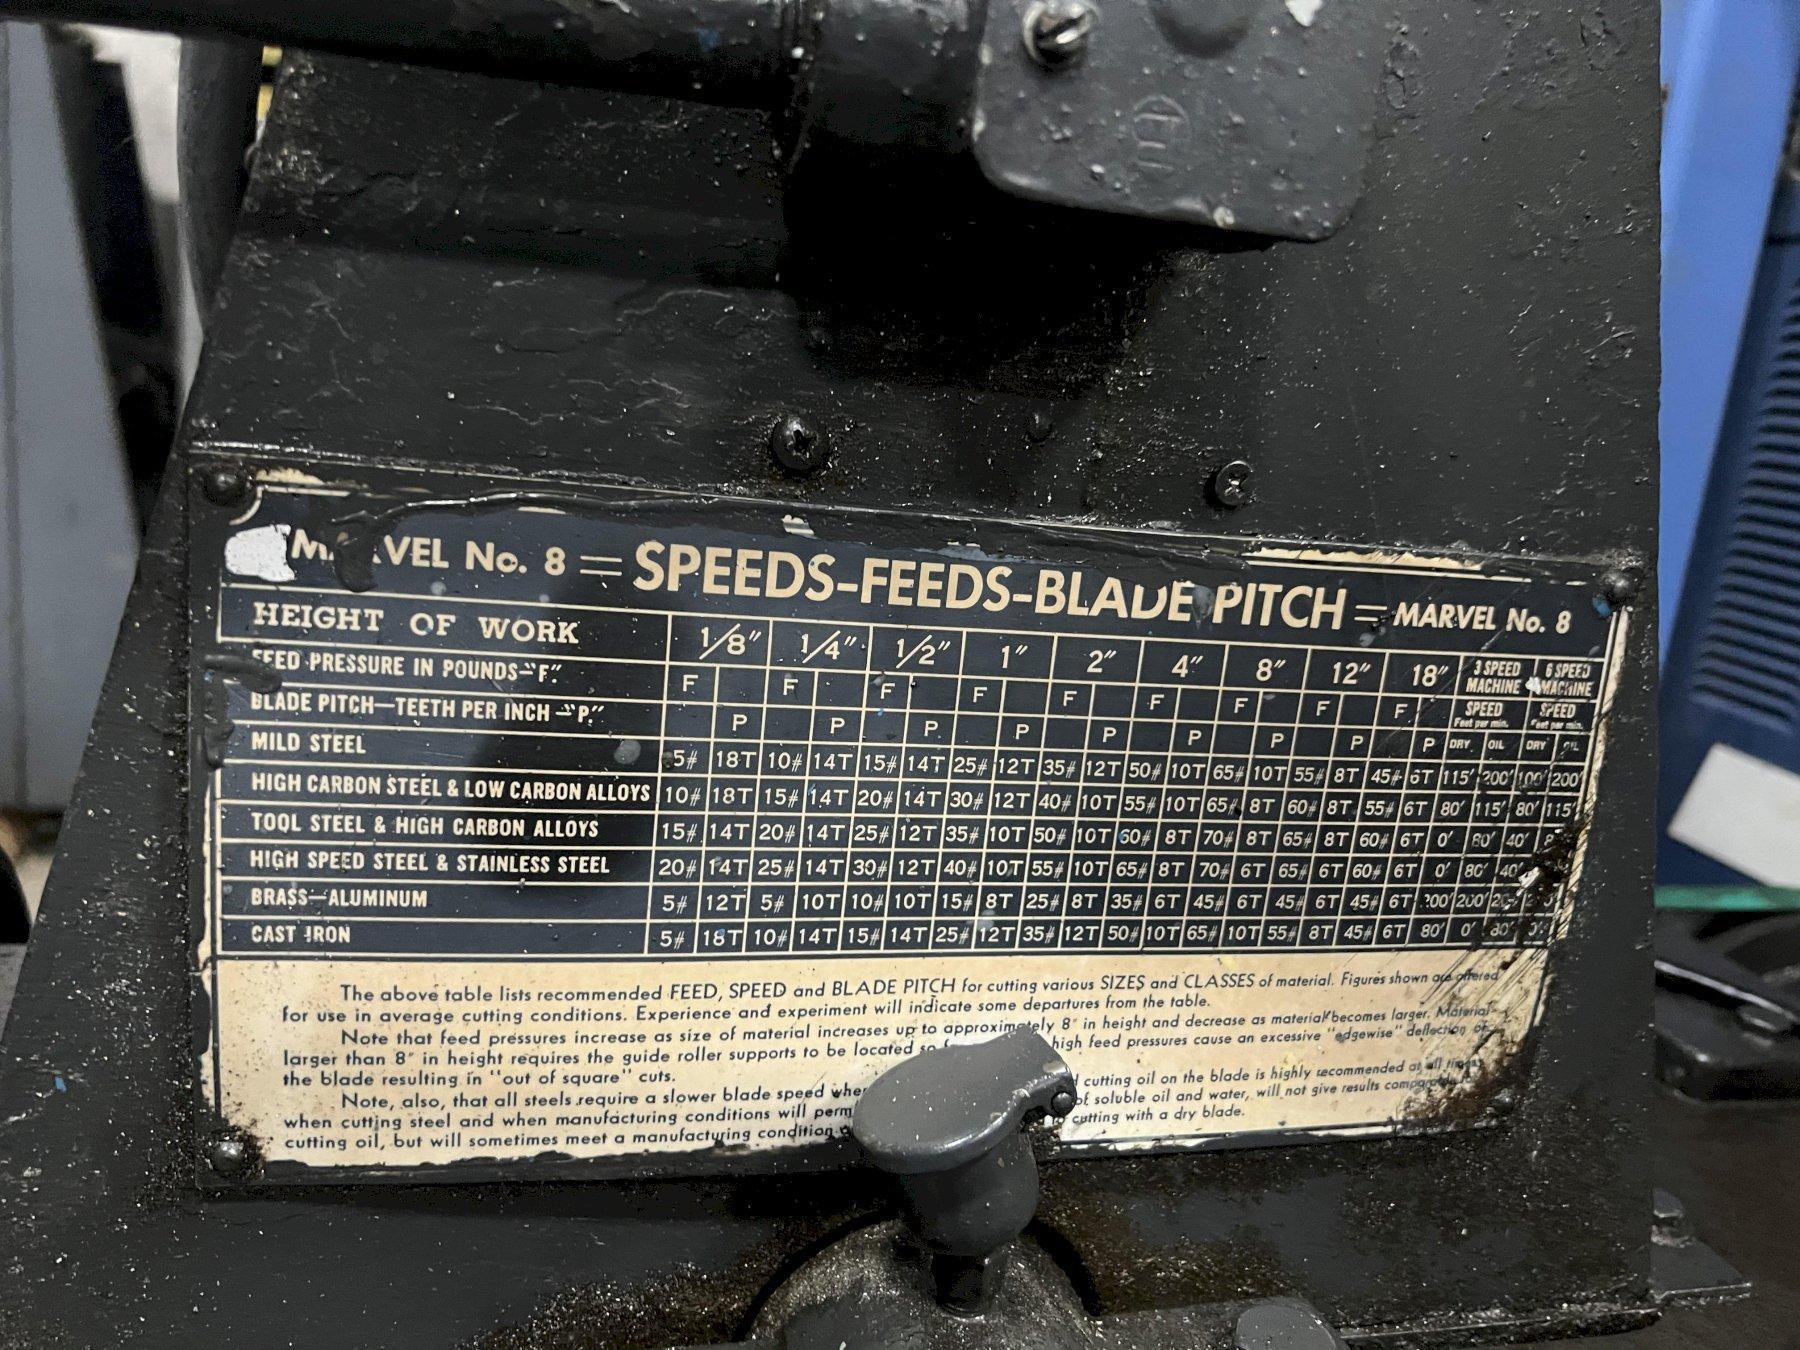 MARVEL No. 8 = SPEEDS-FEEDS-BLADE PITCH = MARVEL No. 8
HEIGHT OF WORK 1/8" 1/4" 1/2" 1" 2" 4" 8" 12" 18" 3 SPEED MACHINE 6 SPEED MACHINE
FEED PRESSURE IN POUNDS-"F". F F F F F F F F F SPEED Feet per min. SPEED Feet per min.
BLADE PITCH—TEETH PER INCH-"P" P P P P P P P P P DRY OIL DRY OIL
MILD STEEL 5# 18T 10# 14T 15# 14T 25# 12T 35# 12T 50# 10T 65# 10T 55# 8T 45# 6T 115' 200' 100' 200'
HIGH CARBON STEEL & LOW CARBON ALLOYS 10# 18T 15# 14T 20# 14T 30# 12T 40# 10T 55# 10T 65# 8T 60# 8T 55# 6T 80' 115' 80' 115'
TOOL STEEL & HIGH CARBON ALLOYS 15# 14T 20# 14T 25# 12T 35# 10T 50# 10T 60# 8T 70# 8T 65# 8T 60# 6T 0' 80' 40'
HIGH SPEED STEEL & STAINLESS STEEL 20# 14T 25# 14T 30# 12T 40# 10T 55# 10T 65# 8T 70# 6T 65# 6T 60# 6T 0' 80' 40'
BRASS—ALUMINUM 5# 12T 5# 10T 10# 10T 15# 8T 25# 8T 35# 6T 45# 6T 45# 6T 45# 6T 200' 200'
CAST IRON 5# 18T 10# 14T 15# 14T 25# 12T 35# 12T 50# 10T 65# 10T 55# 8T 45# 6T 80' 0' 80' 0'
The above table lists recommended FEED, SPEED and BLADE PITCH for cutting various SIZES and CLASSES of material. Figures shown are offered
for use in average cutting conditions. Experience and experiment will indicate some departures from the table.
Note that feed pressures increase as size of material increases up to approximately 8" in height and decrease as material becomes larger. Material
larger than 8" in height requires the guide roller supports to be located so high feed pressures cause an excessive "edgewise" deflection of
the blade resulting in "out of square" cuts.
Note, also, that all steels require a slower blade speed when cutting oil on the blade is highly recommended at all times
when cutting steel and when manufacturing conditions will perm of soluble oil and water, will not give results comparable to
cutting oil, but will sometimes meet a manufacturing condition cutting with a dry blade.